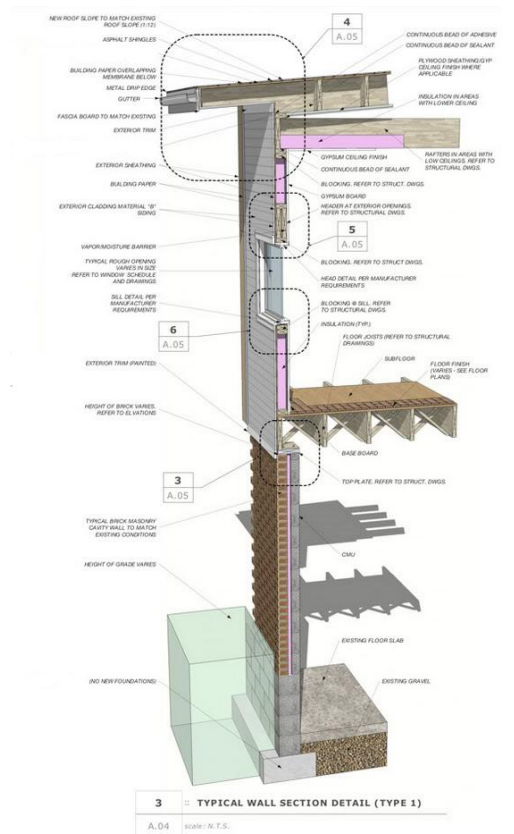 NEW ROOF SLOPE TO MATCH EXISTING
ROOF SLOPE (1:12)
ASPHALT SHINGLES
BUILDING PAPER OVERLAPPING
MEMBRANE BELOW
METAL DRIP EDGE
GUTTER
FASCIA BOARD TO MATCH EXISTING
EXTERIOR TRIM
EXTERIOR SHEATHING
BUILDING PAPER
EXTERIOR CLADDING MATERIAL "B"
SIDING
VAPOR/MOISTURE BARRIER
TYPICAL ROUGH OPENING
VARIES IN SIZE
REFER TO WINDOW SCHEDULE
AND DRAWINGS
SILL DETAIL PER
MANUFACTURER
REQUIREMENTS
6
A.05
EXTERIOR TRIM (PAINTED)
HEIGHT OF BRICK VARIES.
REFER TO ELVATIONS
3
A.05
TYPICAL BRICK MASONRY
CAVITY WALL TO MATCH
EXISTING CONDITIONS
HEIGHT OF GRADE VARIES
(NO NEW FOUNDATIONS)
4
A.05
CONTINUOUS BEAD OF ADHESIVE
CONTINUOUS BEAD OF SEALANT
PLYWOOD SHEATHING/GYP
CEILING FINISH WHERE
APPLICABLE
INSULATION IN AREAS
WITH LOWER CEILING
RAFTERS IN AREAS WITH
LOW CEILINGS. REFER TO
STRUCTURAL DWGS.
GYPSUM CEILING FINISH
CONTINUOUS BEAD OF SEALANT
BLOCKING. REFER TO STRUCT. DWGS.
GYPSUM BOARD
HEADER AT EXTERIOR OPENINGS.
REFER TO STRUCTURAL DWGS.
5
A.05
BLOCKING. REFER TO STRUCT DWGS.
HEAD DETAIL PER MANUFACTURER
REQUIREMENTS
BLOCKING @ SILL. REFER
TO STRUCTURAL DWGS.
INSULATION (TYP.)
FLOOR JOISTS (REFER TO STRUCTURAL
DRAWINGS)
SUBFLOOR
FLOOR FINISH
(VARIES - SEE FLOOR
PLANS)
BASE BOARD
TOP PLATE. REFER TO STRUCT. DWGS.
CMU
EXISTING FLOOR SLAB
EXISTING GRAVEL
3 :: TYPICAL WALL SECTION DETAIL (TYPE 1)
A.04 scale: N.T.S.